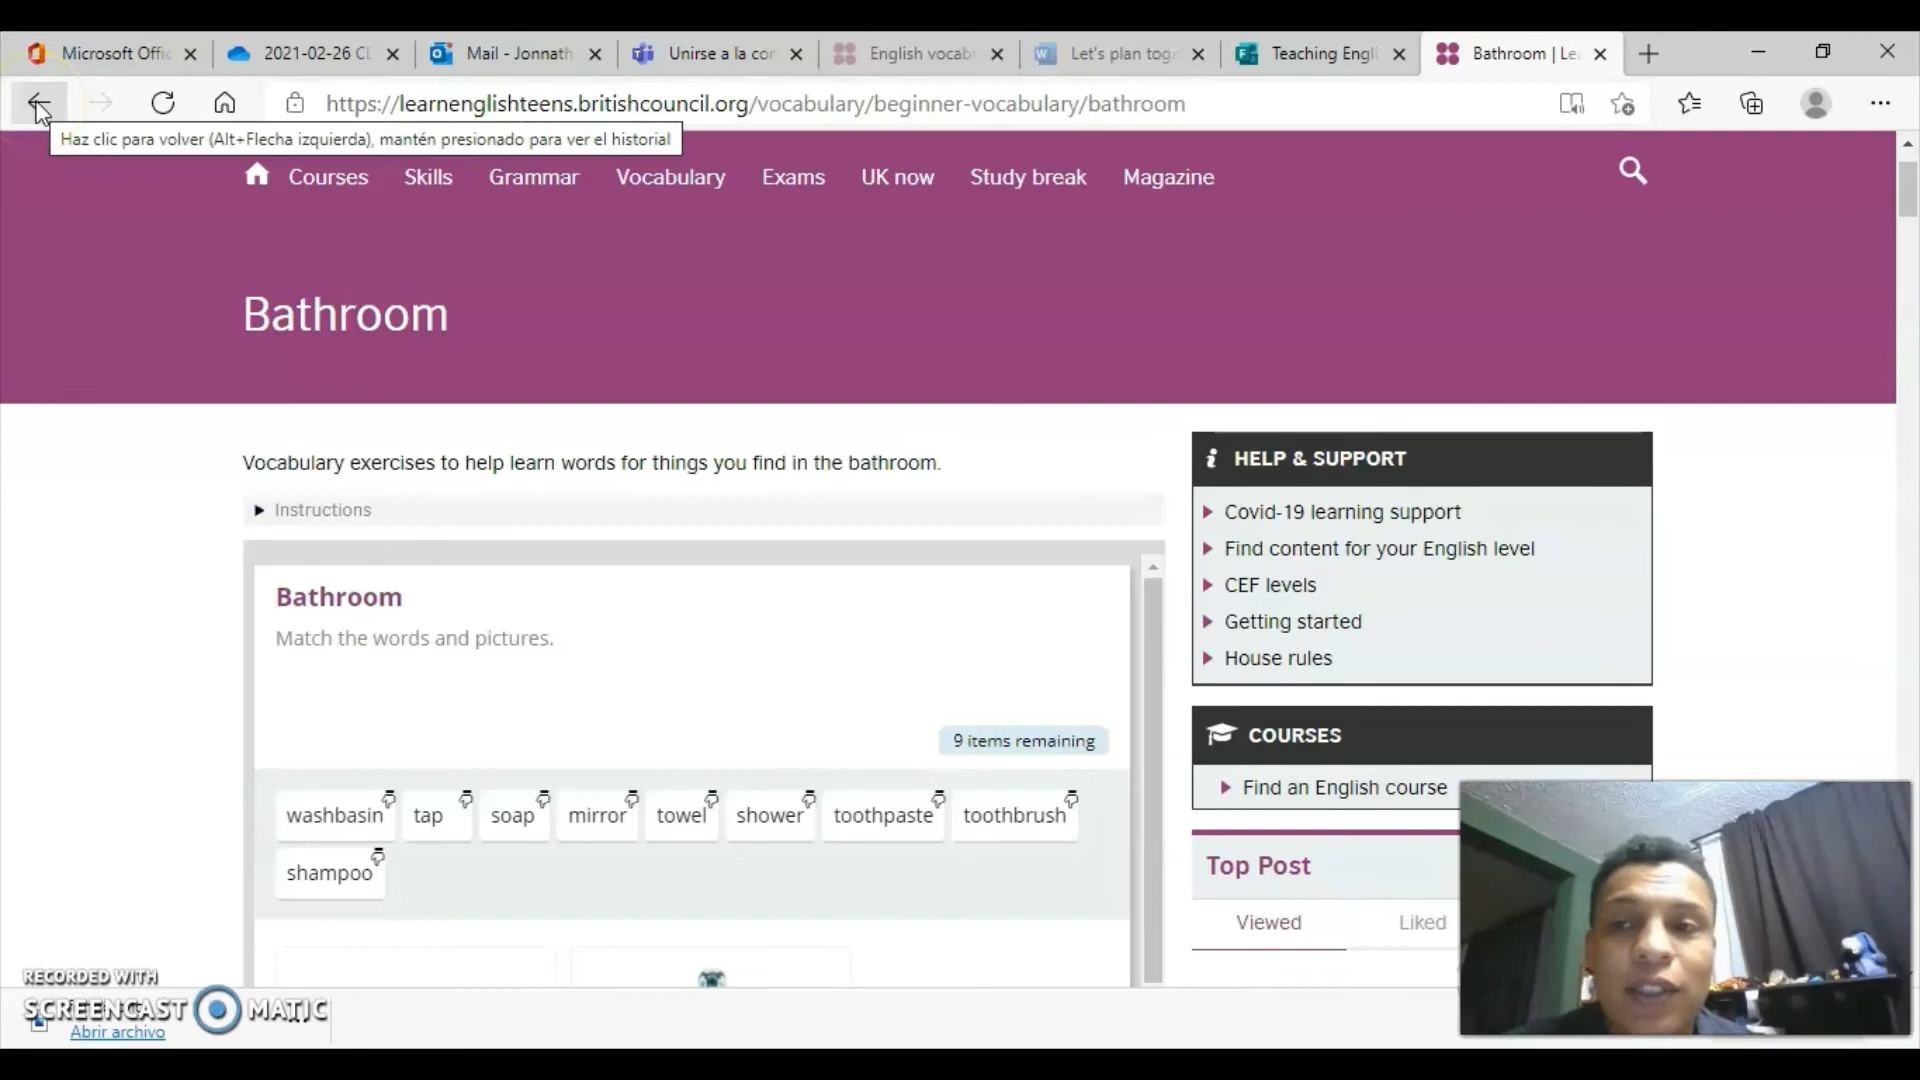 Microsoft Offic
2021-02-26 CL
Mail - Jonnath
Unirse a la con
English vocab
Let's plan toge
Teaching Engli
Bathroom | Lea
https://learnenglishteens.britishcouncil.org/vocabulary/beginner-vocabulary/bathroom
Haz clic para volver (Alt+Flecha izquierda), mantén presionado para ver el historial
Courses Skills Grammar Vocabulary Exams UK now Study break Magazine
Bathroom
Vocabulary exercises to help learn words for things you find in the bathroom.
Instructions
Bathroom
Match the words and pictures.
9 items remaining
washbasin tap soap mirror towel shower toothpaste toothbrush
shampoo
HELP & SUPPORT
Covid-19 learning support
Find content for your English level
CEF levels
Getting started
House rules
COURSES
Find an English course
Top Post
Viewed Liked
RECORDED WITH
SCREENCAST MATIC
Abrir archivo